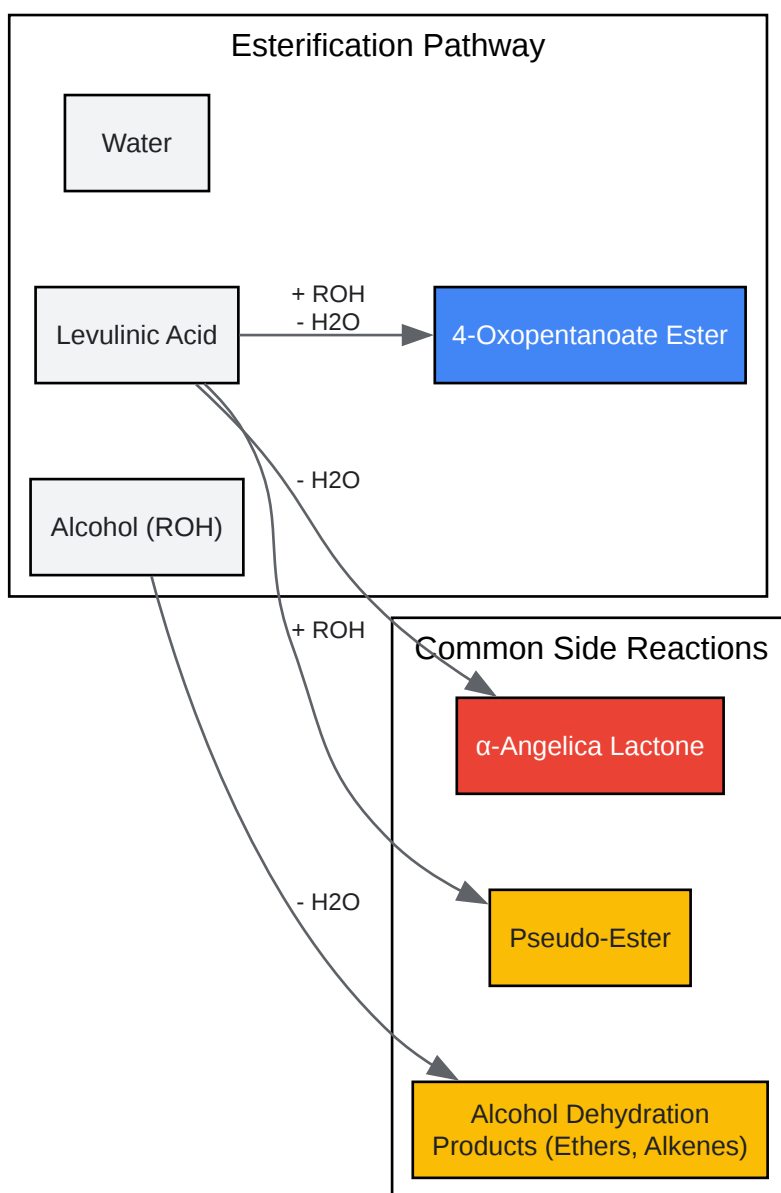 Esterification Pathway
Water
Levulinic Acid
+ ROH
- H2O
4-Oxopentanoate Ester
- H2O
Alcohol (ROH)
+ ROH
Common Side Reactions
α-Angelica Lactone
- H2O
Pseudo-Ester
Alcohol Dehydration
Products (Ethers, Alkenes)